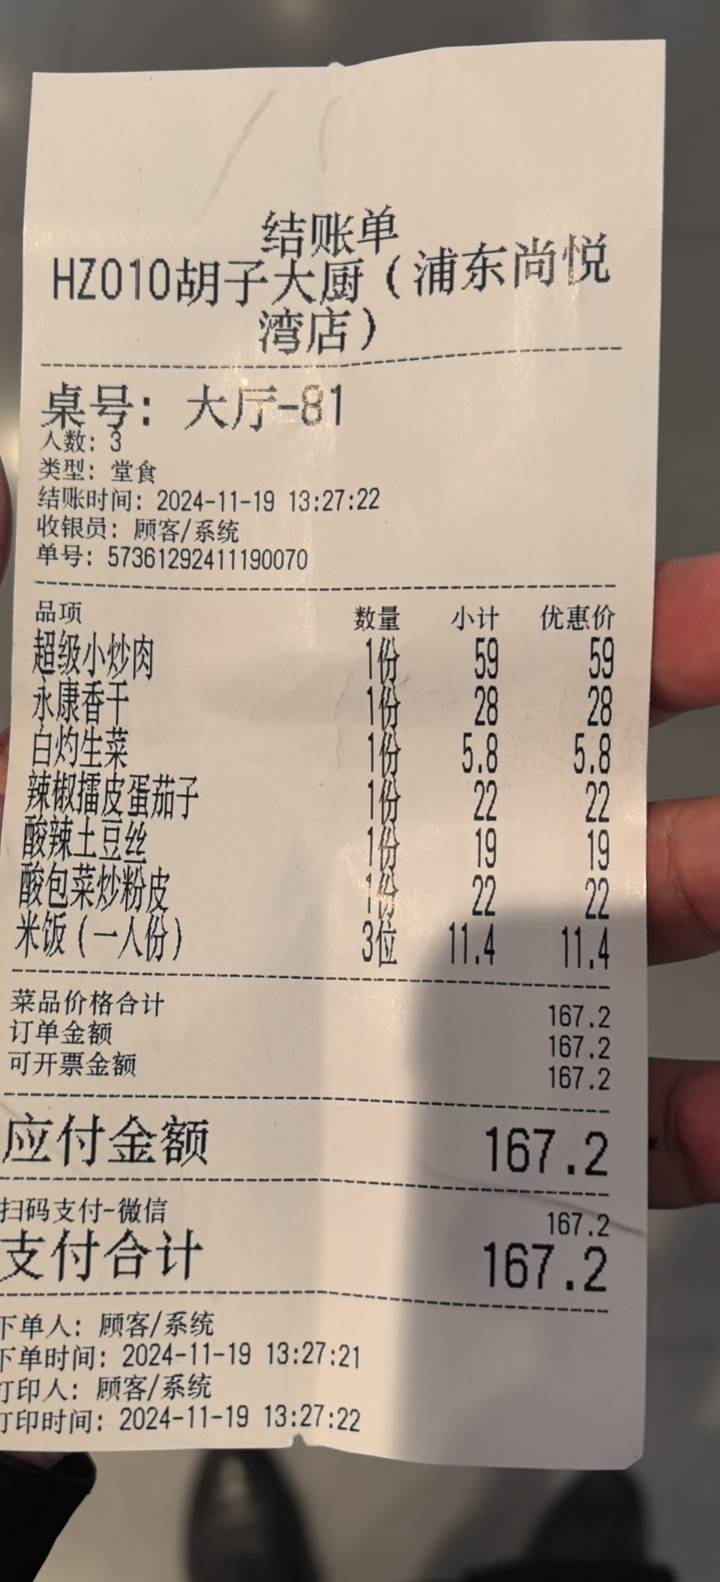 结账单
HZ010胡子大厨（浦东尚悦
湾店）
桌号：大厅-81
人数：3
类型：堂食
结账时间：2024-11-19 13:27:22
收银员：顾客/系统
单号：57361292411190070
品项 数量 小计 优惠价
超级小炒肉 1份 59 59
永康香干 1份 28 28
白灼生菜 1份 5.8 5.8
辣椒擂皮蛋茄子 1份 22 22
酸辣土豆丝 1份 19 19
酸包菜炒粉皮 1份 22 22
米饭（一人份） 3位 11.4 11.4
菜品价格合计 167.2
订单金额 167.2
可开票金额 167.2
应付金额 167.2
扫码支付-微信 167.2
支付合计 167.2
下单人：顾客/系统
下单时间：2024-11-19 13:27:21
打印人：顾客/系统
打印时间：2024-11-19 13:27:22